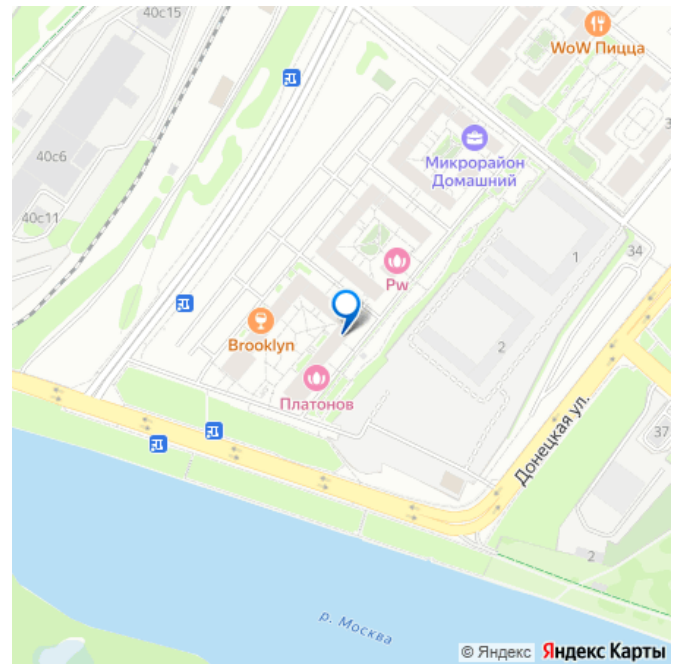 40с15
WoW Пицца
40с6
Микрорайон
Домашний
40с11
34
1
Pw
Brooklyn
2
Платонов
Донецкая ул.
37
2
р. Москва
© Яндекс Яндекс Карты